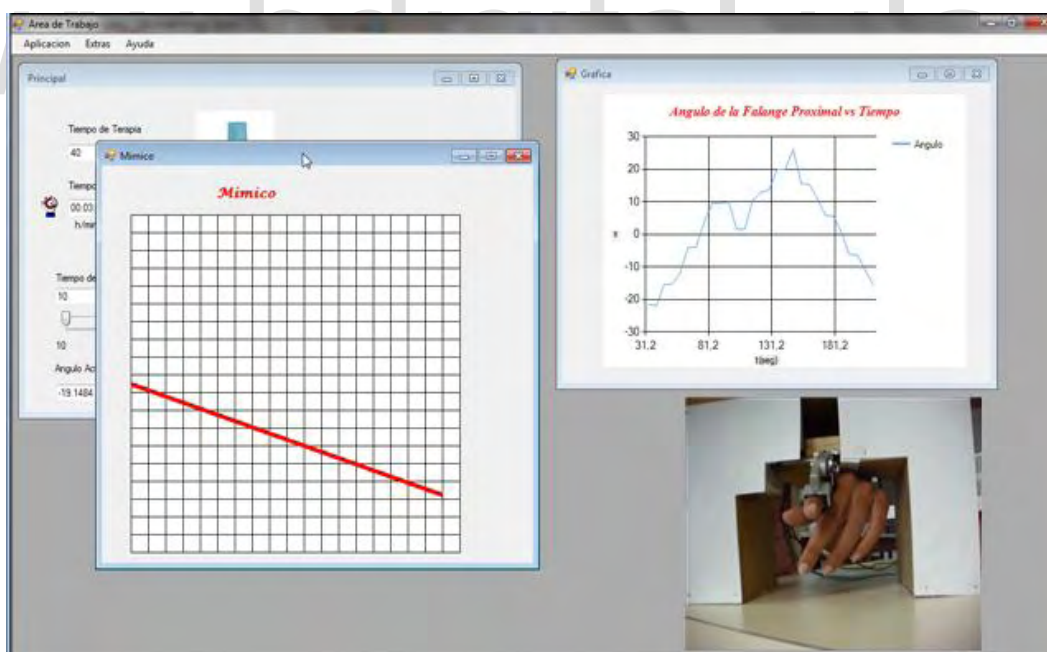 Area de Trabajo
Aplicacion Extras Ayuda
Principal
Tiempo de Terapia
40
Tiempo
00:03
h/mm
Tiempo de
10
10
Angulo Ac
-19.1484
Mimico
Mimico
Grafica
Angulo de la Falange Proximal vs Tiempo
30
20
10
0
-10
-20
-30
31,2 81,2 131,2 181,2
t(seg)
Angulo